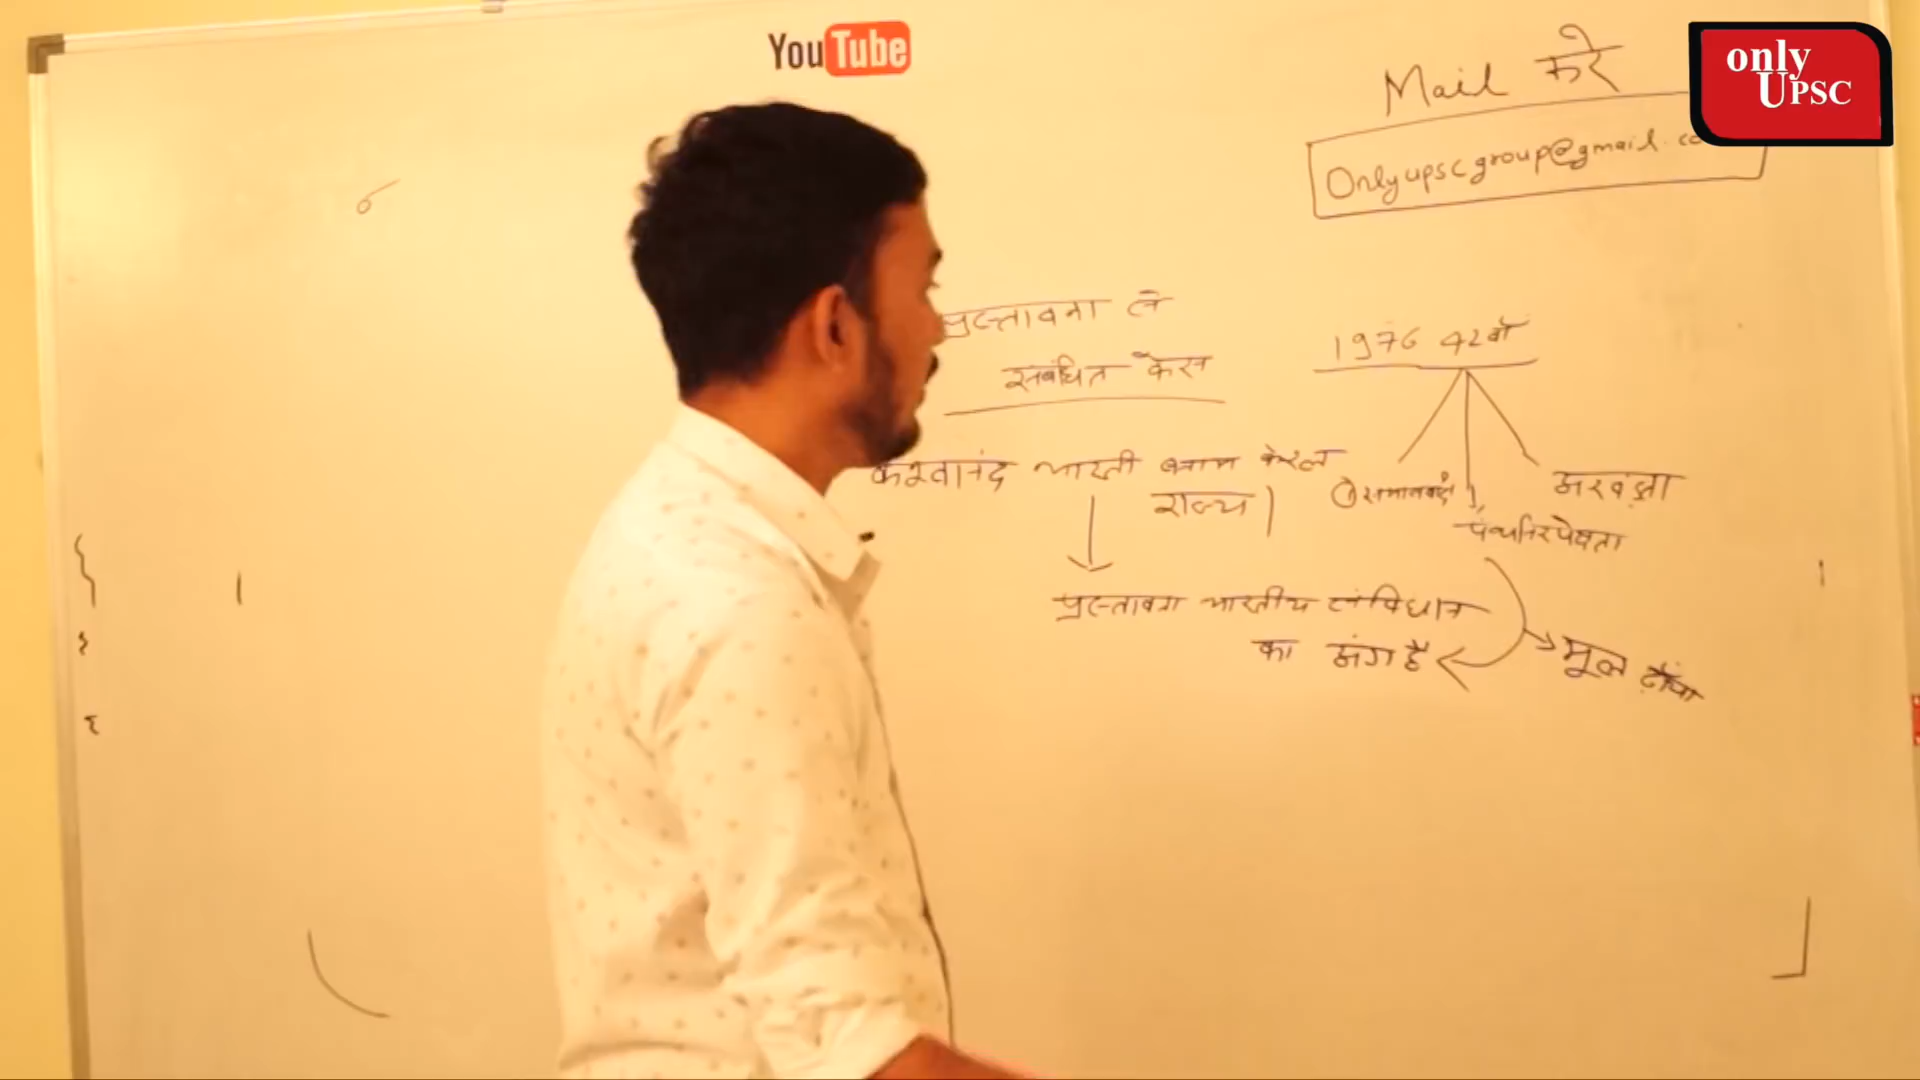 YouTube
only
UPSC
Mail करे
Onlyupscgroup@gmail.co
प्रस्तावना से
संबंधित केस
केशवानंद भारती बनाम केरल
राज्य |
प्रस्तावना भारतीय संविधान
का अंग है
1976 42वाँ
① समाजवादी
पंथनिरपेक्षता
अखंडता
मूल ढाँचा